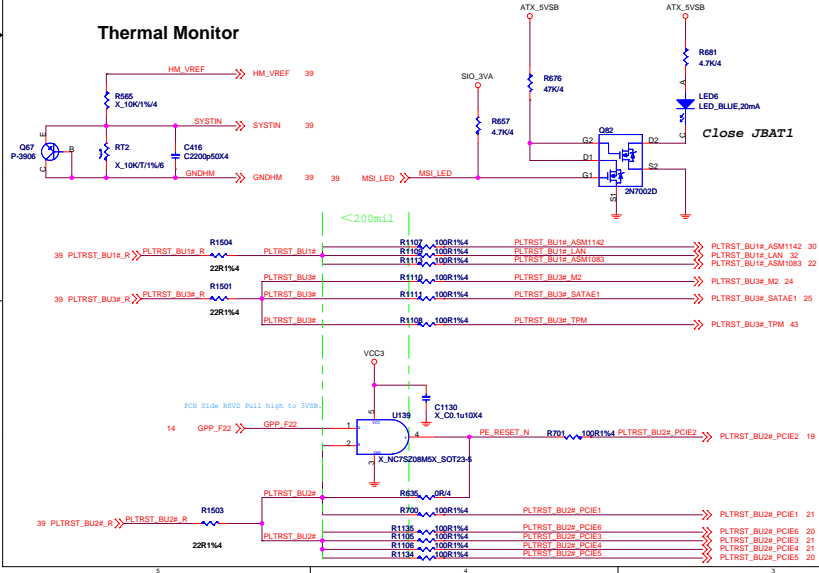 Thermal Monitor
ATX_5VSB
ATX_5VSB
HM_VREF
HM_VREF 39
R565
X_10K/1%/4
SYSTIN
SYSTIN 39
Q67
P-3906
E
B
C
RT2
X_10K/T/1%/6
C416
C2200p50X4
GNDHM
GNDHM 39
SIO_3VA
R657
4.7K/4
R676
47K/4
R681
4.7K/4
A
LED6
LED_BLUE,20mA
C
Close JBAT1
Q82
G2
D2
D1
S2
G1
S1
2N7002D
39 MSI_LED
MSI_LED
<200mil
39 PLTRST_BU1#_R
PLTRST_BU1#_R
R1504
22R1%4
PLTRST_BU1#
R1107 100R1%4 PLTRST_BU1#_ASM1142
PLTRST_BU1#_ASM1142 30
R1109 100R1%4 PLTRST_BU1#_LAN
PLTRST_BU1#_LAN 32
100R1%4 PLTRST_BU1#_ASM1083
PLTRST_BU1#_ASM1083 22
39 PLTRST_BU3#_R
PLTRST_BU3#_R
R1501
22R1%4
PLTRST_BU3#
R1110 100R1%4 PLTRST_BU3#_M2
PLTRST_BU3#_M2 24
PLTRST_BU3#
R1111 100R1%4 PLTRST_BU3#_SATAE1
PLTRST_BU3#_SATAE1 25
PLTRST_BU3#
R1108 100R1%4 PLTRST_BU3#_TPM
PLTRST_BU3#_TPM 43
VCC3
C1130
X_C0.1u10X4
PCB Side RSVD Pull high to 3VSB.
14 GPP_F22
GPP_F22
1
2
5
VCC
U139
4
3
X_NC7SZ08M5X_SOT23-5
PE_RESET_N
R701 100R1%4
PLTRST_BU2#_PCIE2
PLTRST_BU2#_PCIE2 19
PLTRST_BU2#
R635 0R/4
39 PLTRST_BU2#_R
PLTRST_BU2#_R
R1503
22R1%4
R700 100R1%4 PLTRST_BU2#_PCIE1
PLTRST_BU2#_PCIE1 21
PLTRST_BU2#
R1135 100R1%4 PLTRST_BU2#_PCIE6
PLTRST_BU2#_PCIE6 20
R1105 100R1%4 PLTRST_BU2#_PCIE3
PLTRST_BU2#_PCIE3 21
R1106 100R1%4 PLTRST_BU2#_PCIE4
PLTRST_BU2#_PCIE4 21
R1134 100R1%4 PLTRST_BU2#_PCIE5
PLTRST_BU2#_PCIE5 20
5
4
3